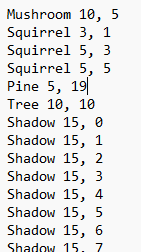 Mushroom 10, 5
Squirrel 3, 1
Squirrel 5, 3
Squirrel 5, 5
Pine 5, 19
Tree 10, 10
Shadow 15, 0
Shadow 15, 1
Shadow 15, 2
Shadow 15, 3
Shadow 15, 4
Shadow 15, 5
Shadow 15, 6
Shadow 15, 7